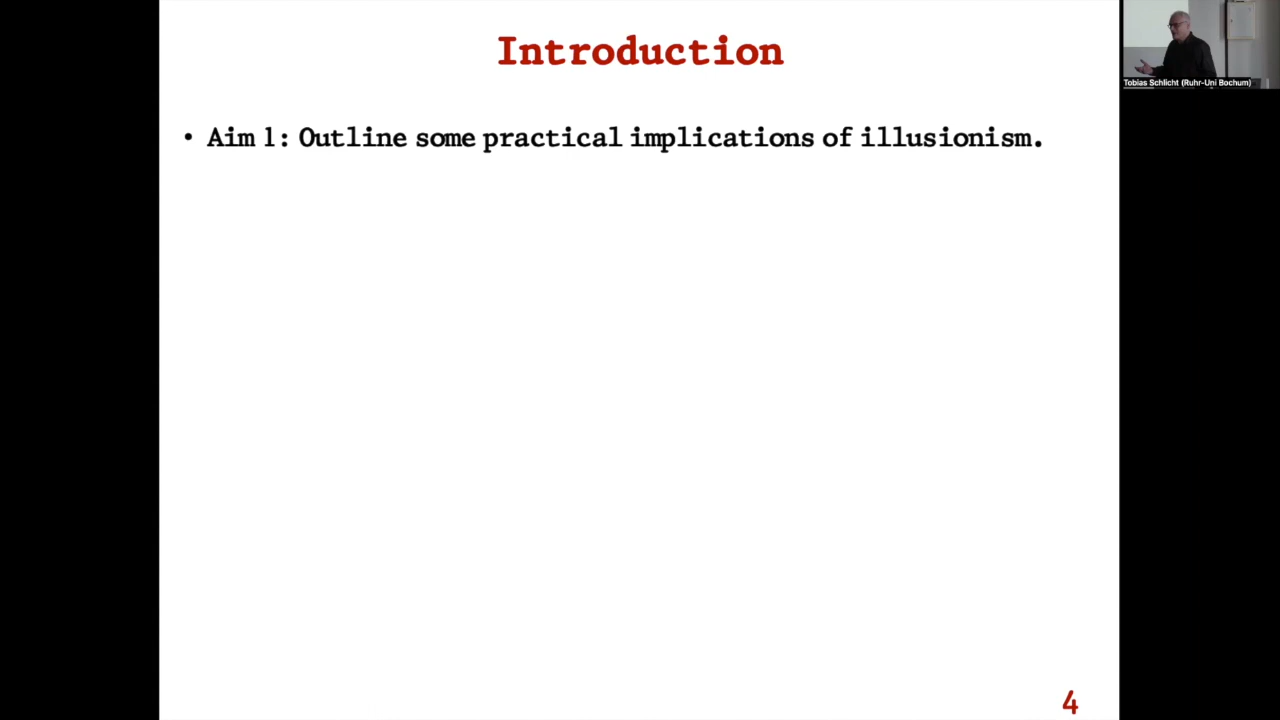 Introduction
Tobias Schlicht (Ruhr-Uni Bochum)
• Aim 1: Outline some practical implications of illusionism.
4